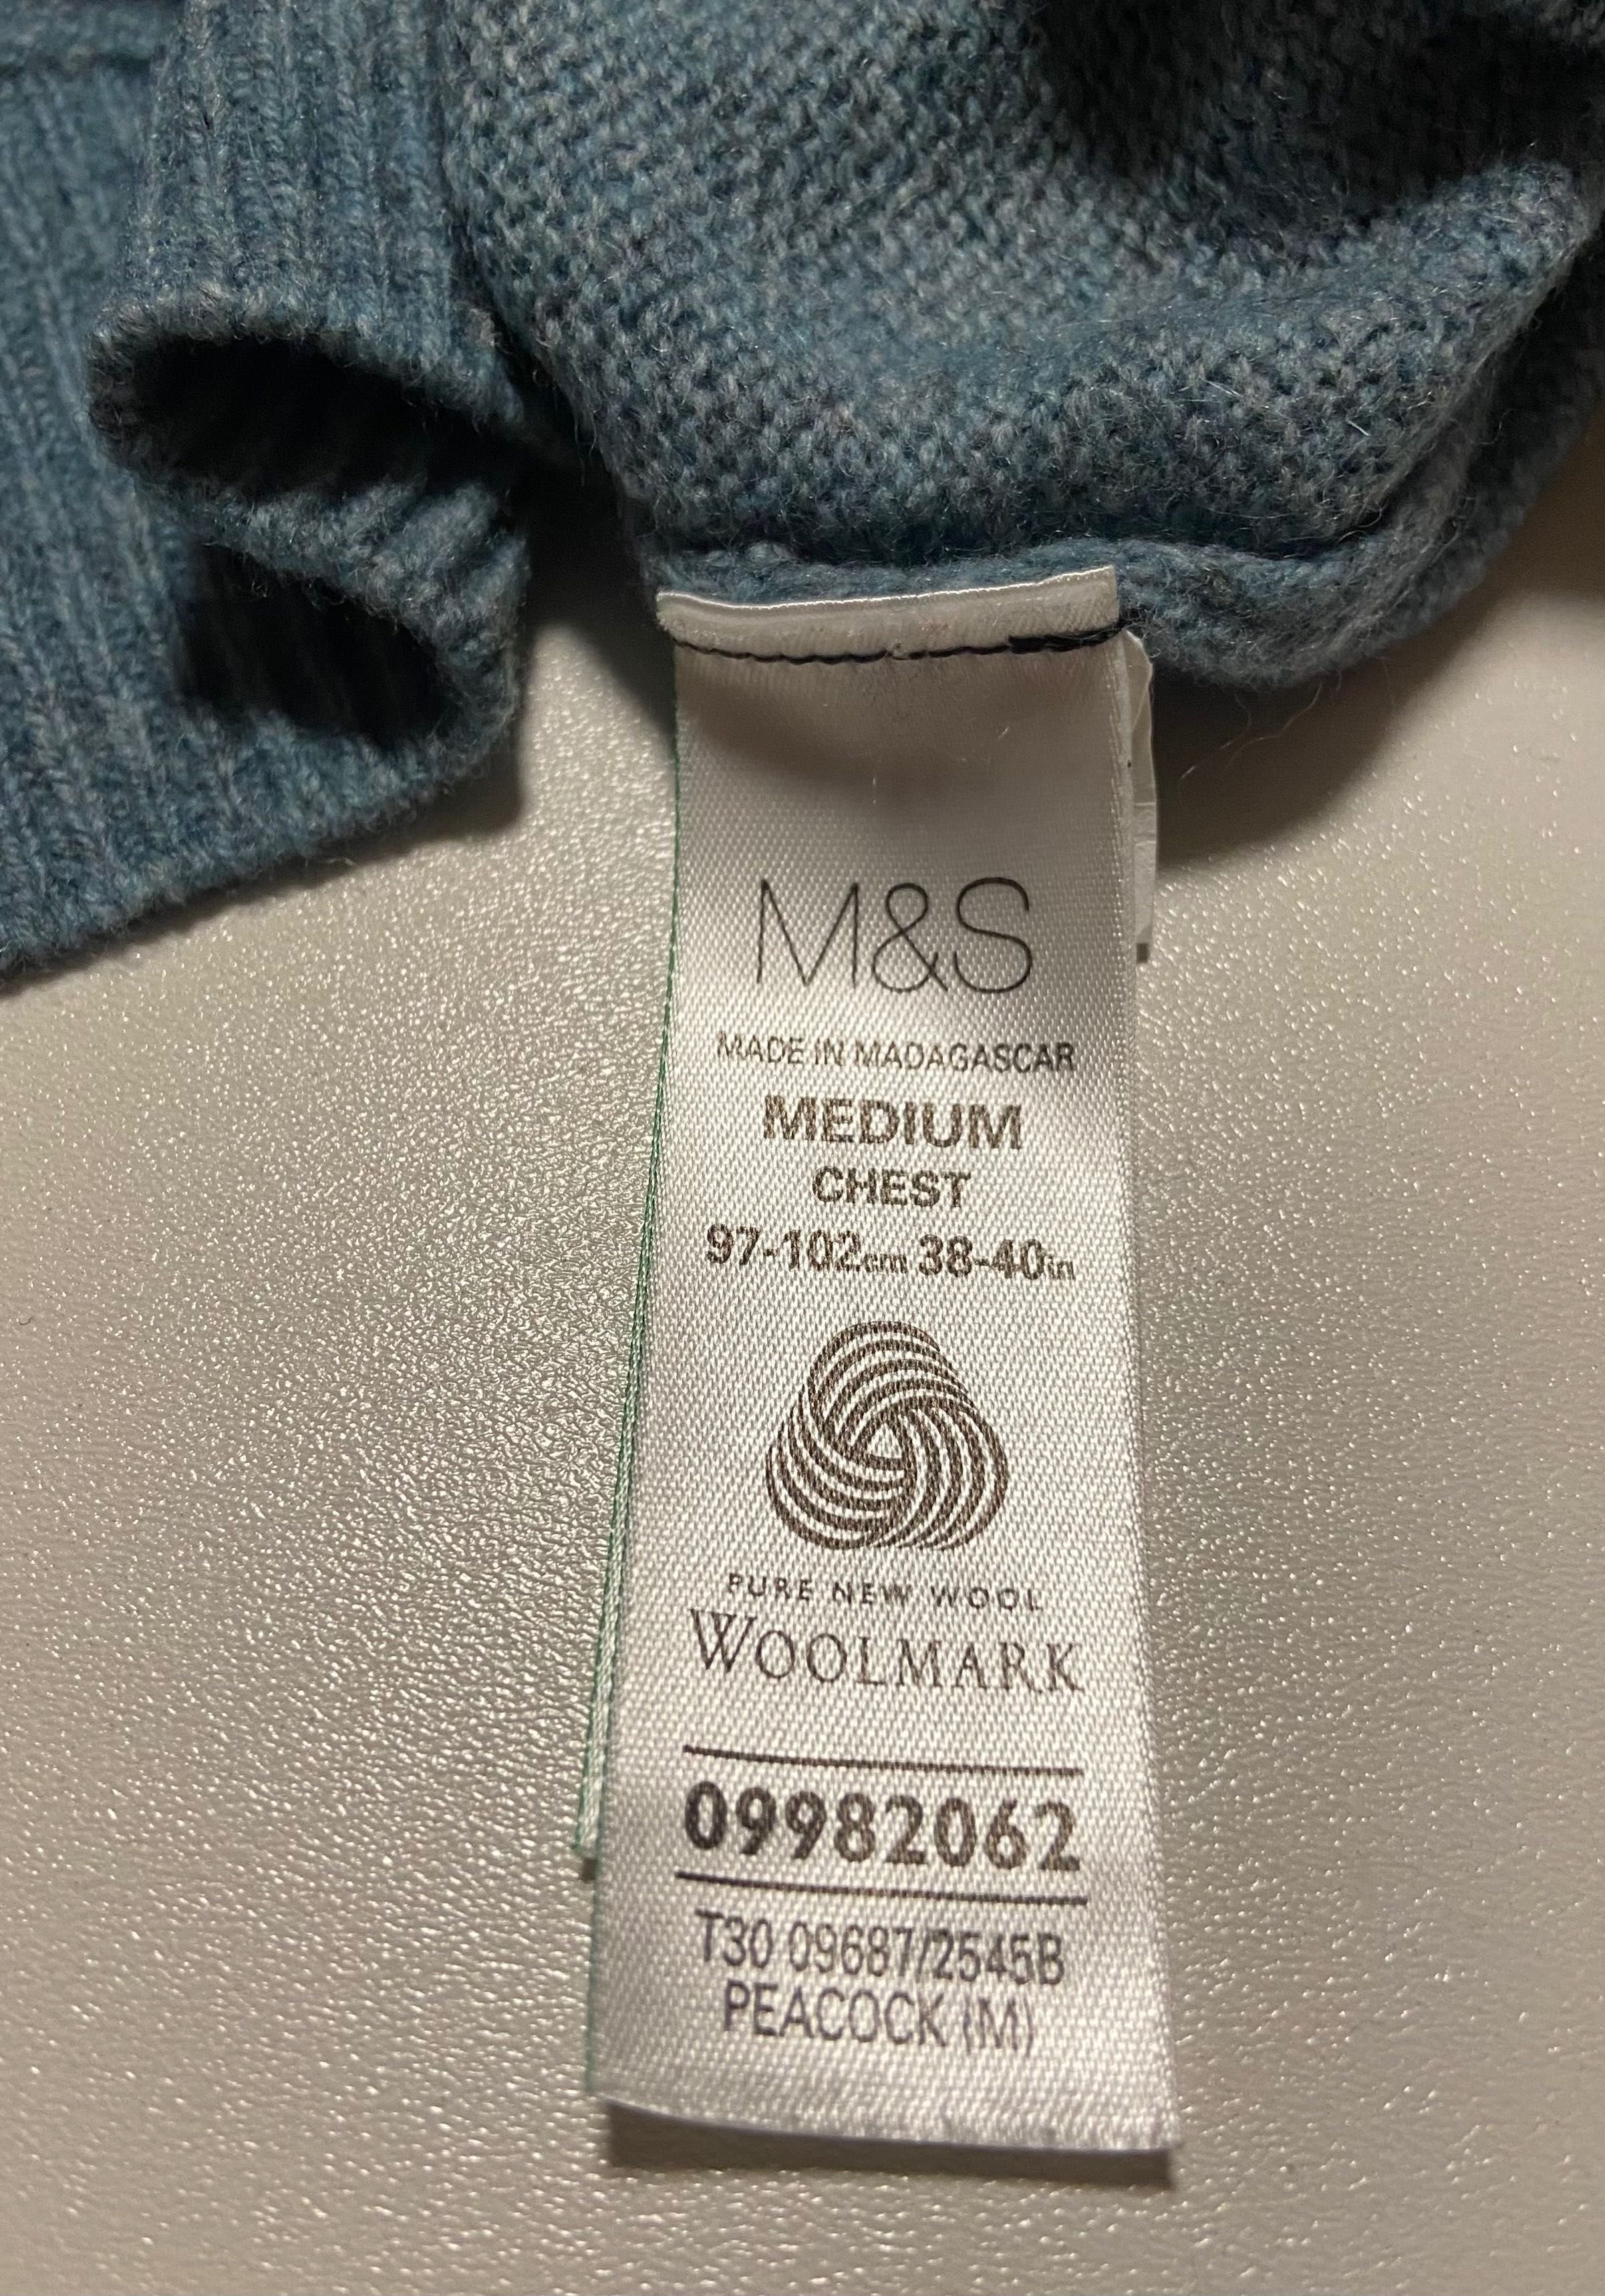 M&S
MADE IN MADAGASCAR
MEDIUM
CHEST
97-102cm 38-40in
PURE NEW WOOL
WOOLMARK
09982062
T30 09687/2545B
PEACOCK (M)